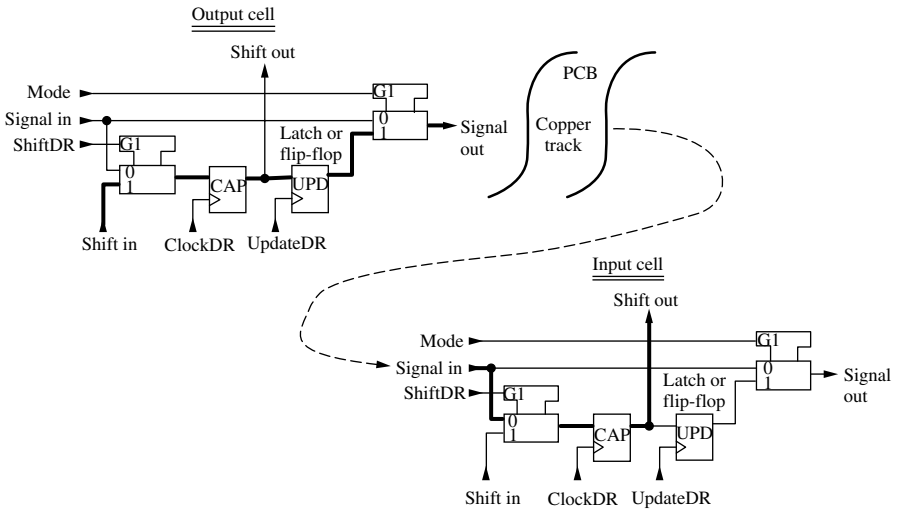 Output cell
Shift out
PCB
Mode
G1
Signal in
0
1
Signal
out
Copper
track
Latch or
flip-flop
ShiftDR
G1
0
1
CAP
UPD
Shift in
ClockDR
UpdateDR
Input cell
Shift out
Mode
G1
Signal in
0
1
Signal
out
Latch or
flip-flop
ShiftDR
G1
0
1
CAP
UPD
Shift in
ClockDR
UpdateDR